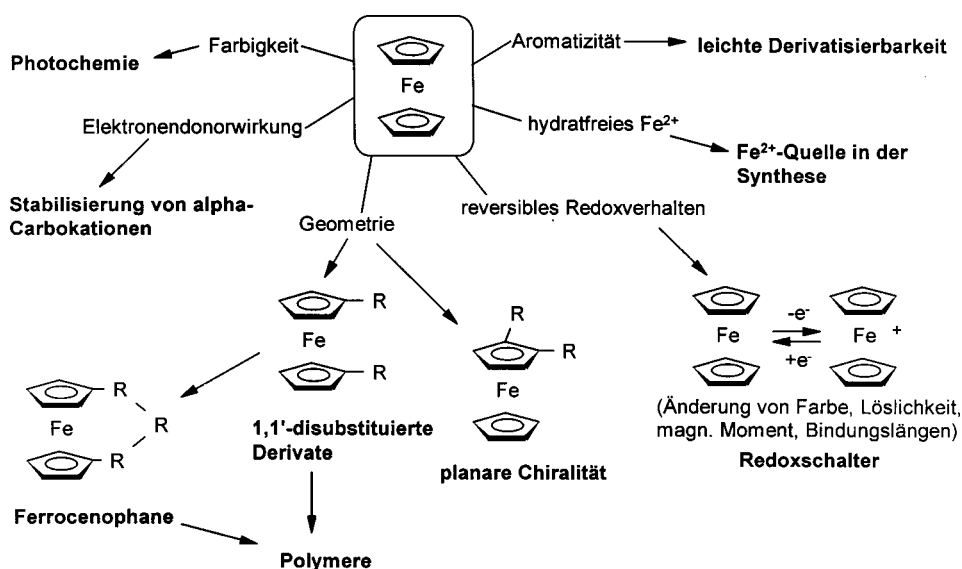 Farbigkeit
Photochemie
Fe
Aromatizität
leichte Derivatisierbarkeit
Elektronendonorwirkung
hydratfreies Fe²⁺
Fe²⁺-Quelle in der
Synthese
Stabilisierung von alpha-
Carbokationen
Geometrie
reversibles Redoxverhalten
R
Fe
R
R
R
Fe
Fe
-e⁻
+e⁻
Fe
+
R
Fe
R
R
1,1'-disubstituierte
Derivate
planare Chiralität
(Änderung von Farbe, Löslichkeit,
magn. Moment, Bindungslängen)
Redoxschalter
Ferrocenophane
Polymere